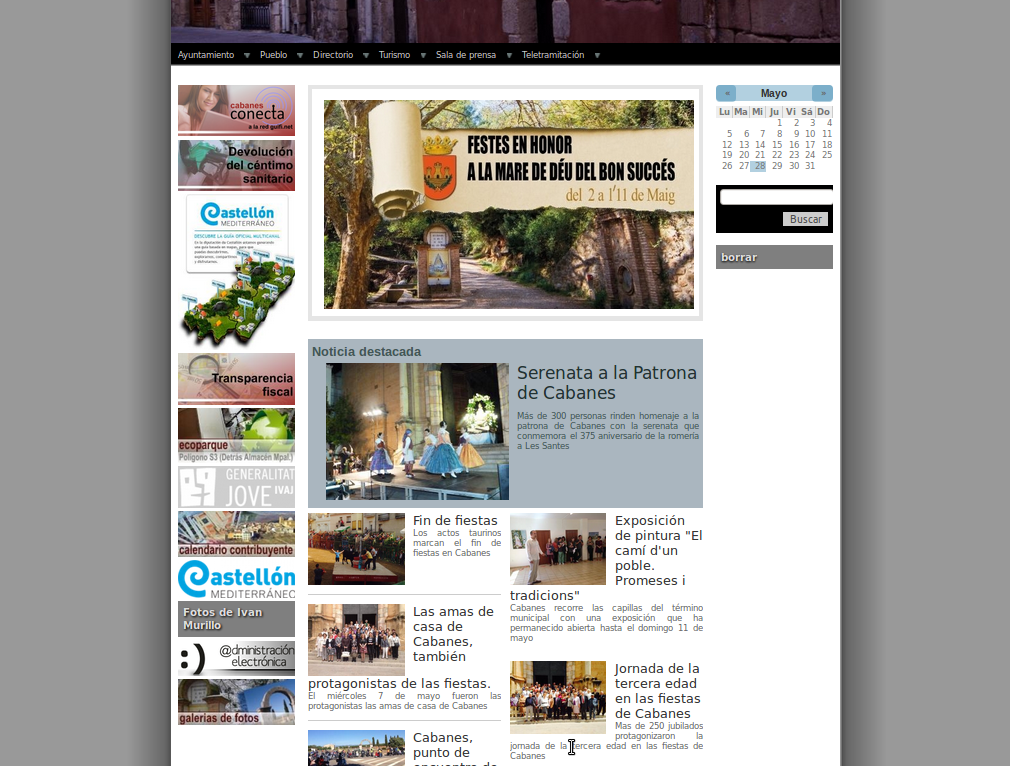 Ayuntamiento Pueblo Directorio Turismo Sala de prensa Teletramitación
cabanes
conecta
a la red guifi.net
Devolución
del céntimo
sanitario
Castellón
MEDITERRÁNEO
DESCUBRE LA GUÍA OFICIAL MULTICANAL
Transparencia
fiscal
ecoparque
Polígono S3 (Detrás Almacén Mpal.)
GENERALITAT
JOVE IVAJ
calendario contribuyente
Castellón
MEDITERRÁNEO
Fotos de Ivan
Murillo
:) @dministración
electrónica
galerias de fotos
FESTES EN HONOR
A LA MARE DE DÉU DEL BON SUCCÉS
del 2 a l'11 de Maig
Noticia destacada
Serenata a la Patrona
de Cabanes
Más de 300 personas rinden homenaje a la
patrona de Cabanes con la serenata que
conmemora el 375 aniversario de la romería
a Les Santes
Fin de fiestas
Los actos taurinos
marcan el fin de
fiestas en Cabanes
Las amas de
casa de
Cabanes,
también
protagonistas de las fiestas.
El miércoles 7 de mayo fueron las
protagonistas las amas de casa de Cabanes
Cabanes,
punto de
encuentro de
Exposición
de pintura "El
camí d'un
poble.
Promeses i
tradicions"
Cabanes recorre las capillas del término
municipal con una exposición que ha
permanecido abierta hasta el domingo 11 de
mayo
Jornada de la
tercera edad
en las fiestas
de Cabanes
Mas de 250 jubilados
protagonizaron la
jornada de la tercera edad en las fiestas de
Cabanes
« Mayo »
Lu Ma Mi Ju Vi Sá Do
1 2 3 4
5 6 7 8 9 10 11
12 13 14 15 16 17 18
19 20 21 22 23 24 25
26 27 28 29 30 31
Buscar
borrar